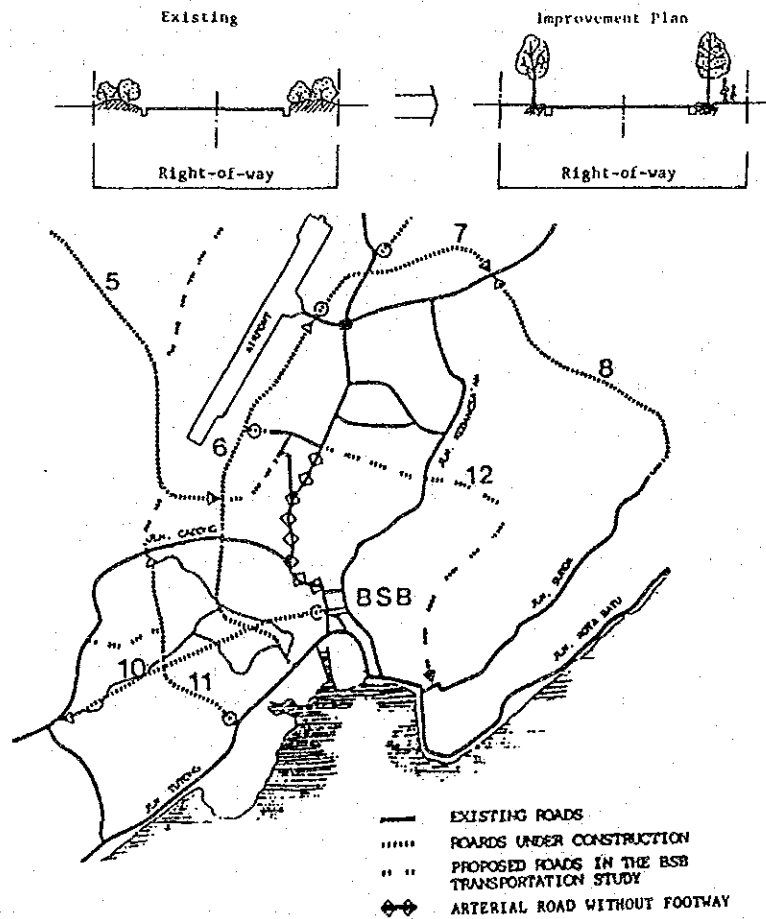 Existing
Improvement Plan
Right-of-way
Right-of-way
5
7
AIRPORT
8
6
12
JLN. GADONG
BSB
JLN. SUNGAI
JLN. KOTA BATU
10
11
JLN TUTONG
EXISTING ROADS
ROARDS UNDER CONSTRUCTION
PROPOSED ROADS IN THE BSB
TRANSPORTATION STUDY
ARTERIAL ROAD WITHOUT FOOTWAY